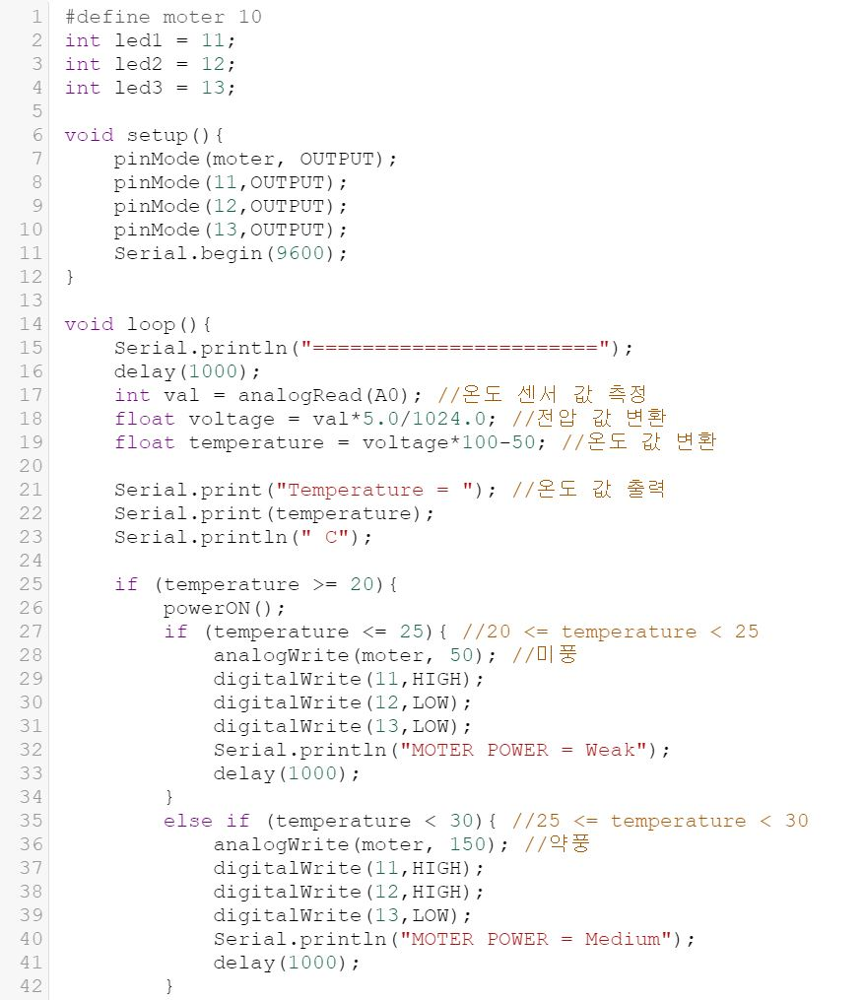 1 #define moter 10
2 int led1 = 11;
3 int led2 = 12;
4 int led3 = 13;
5
6 void setup(){
7     pinMode(moter, OUTPUT);
8     pinMode(11,OUTPUT);
9     pinMode(12,OUTPUT);
10     pinMode(13,OUTPUT);
11     Serial.begin(9600);
12 }
13
14 void loop(){
15     Serial.println("=======================");
16     delay(1000);
17     int val = analogRead(A0); //온도 센서 값 측정
18     float voltage = val*5.0/1024.0; //전압 값 변환
19     float temperature = voltage*100-50; //온도 값 변환
20
21     Serial.print("Temperature = "); //온도 값 출력
22     Serial.print(temperature);
23     Serial.println(" C");
24
25     if (temperature >= 20){
26         powerON();
27         if (temperature <= 25){ //20 <= temperature < 25
28             analogWrite(moter, 50); //미풍
29             digitalWrite(11,HIGH);
30             digitalWrite(12,LOW);
31             digitalWrite(13,LOW);
32             Serial.println("MOTER POWER = Weak");
33             delay(1000);
34         }
35         else if (temperature < 30){ //25 <= temperature < 30
36             analogWrite(moter, 150); //약풍
37             digitalWrite(11,HIGH);
38             digitalWrite(12,HIGH);
39             digitalWrite(13,LOW);
40             Serial.println("MOTER POWER = Medium");
41             delay(1000);
42         }